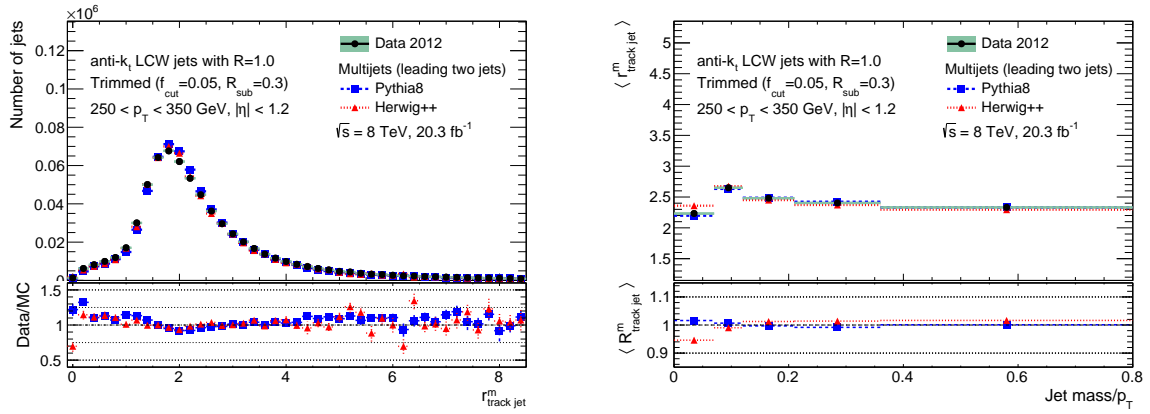 ×10⁶
Number of jets
0.12
0.1
0.08
0.06
0.04
0.02
0
Data 2012
anti-kₜ LCW jets with R=1.0
Multijets (leading two jets)
Trimmed (f_cut=0.05, R_sub=0.3)
Pythia8
250 < p_T < 350 GeV, |η| < 1.2
Herwig++
√s = 8 TeV, 20.3 fb⁻¹
Data/MC
1.5
1
0.5
0 2 4 6 8
r^m_track jet
⟨ r^m_track jet ⟩
5
4.5
4
3.5
3
2.5
2
1.5
Data 2012
anti-kₜ LCW jets with R=1.0
Multijets (leading two jets)
Trimmed (f_cut=0.05, R_sub=0.3)
Pythia8
250 < p_T < 350 GeV, |η| < 1.2
Herwig++
√s = 8 TeV, 20.3 fb⁻¹
⟨ R^m_track jet ⟩
1.1
1
0.9
0 0.2 0.4 0.6 0.8
Jet mass/p_T